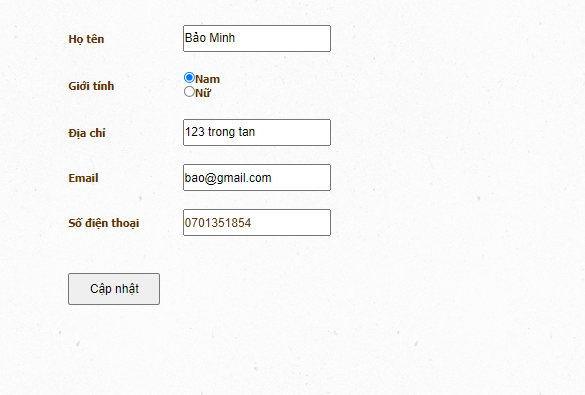 Họ tên Bảo Minh
Giới tính Nam
Nữ
Địa chỉ 123 trong tan
Email bao@gmail.com
Số điện thoại 0701351854
Cập nhật